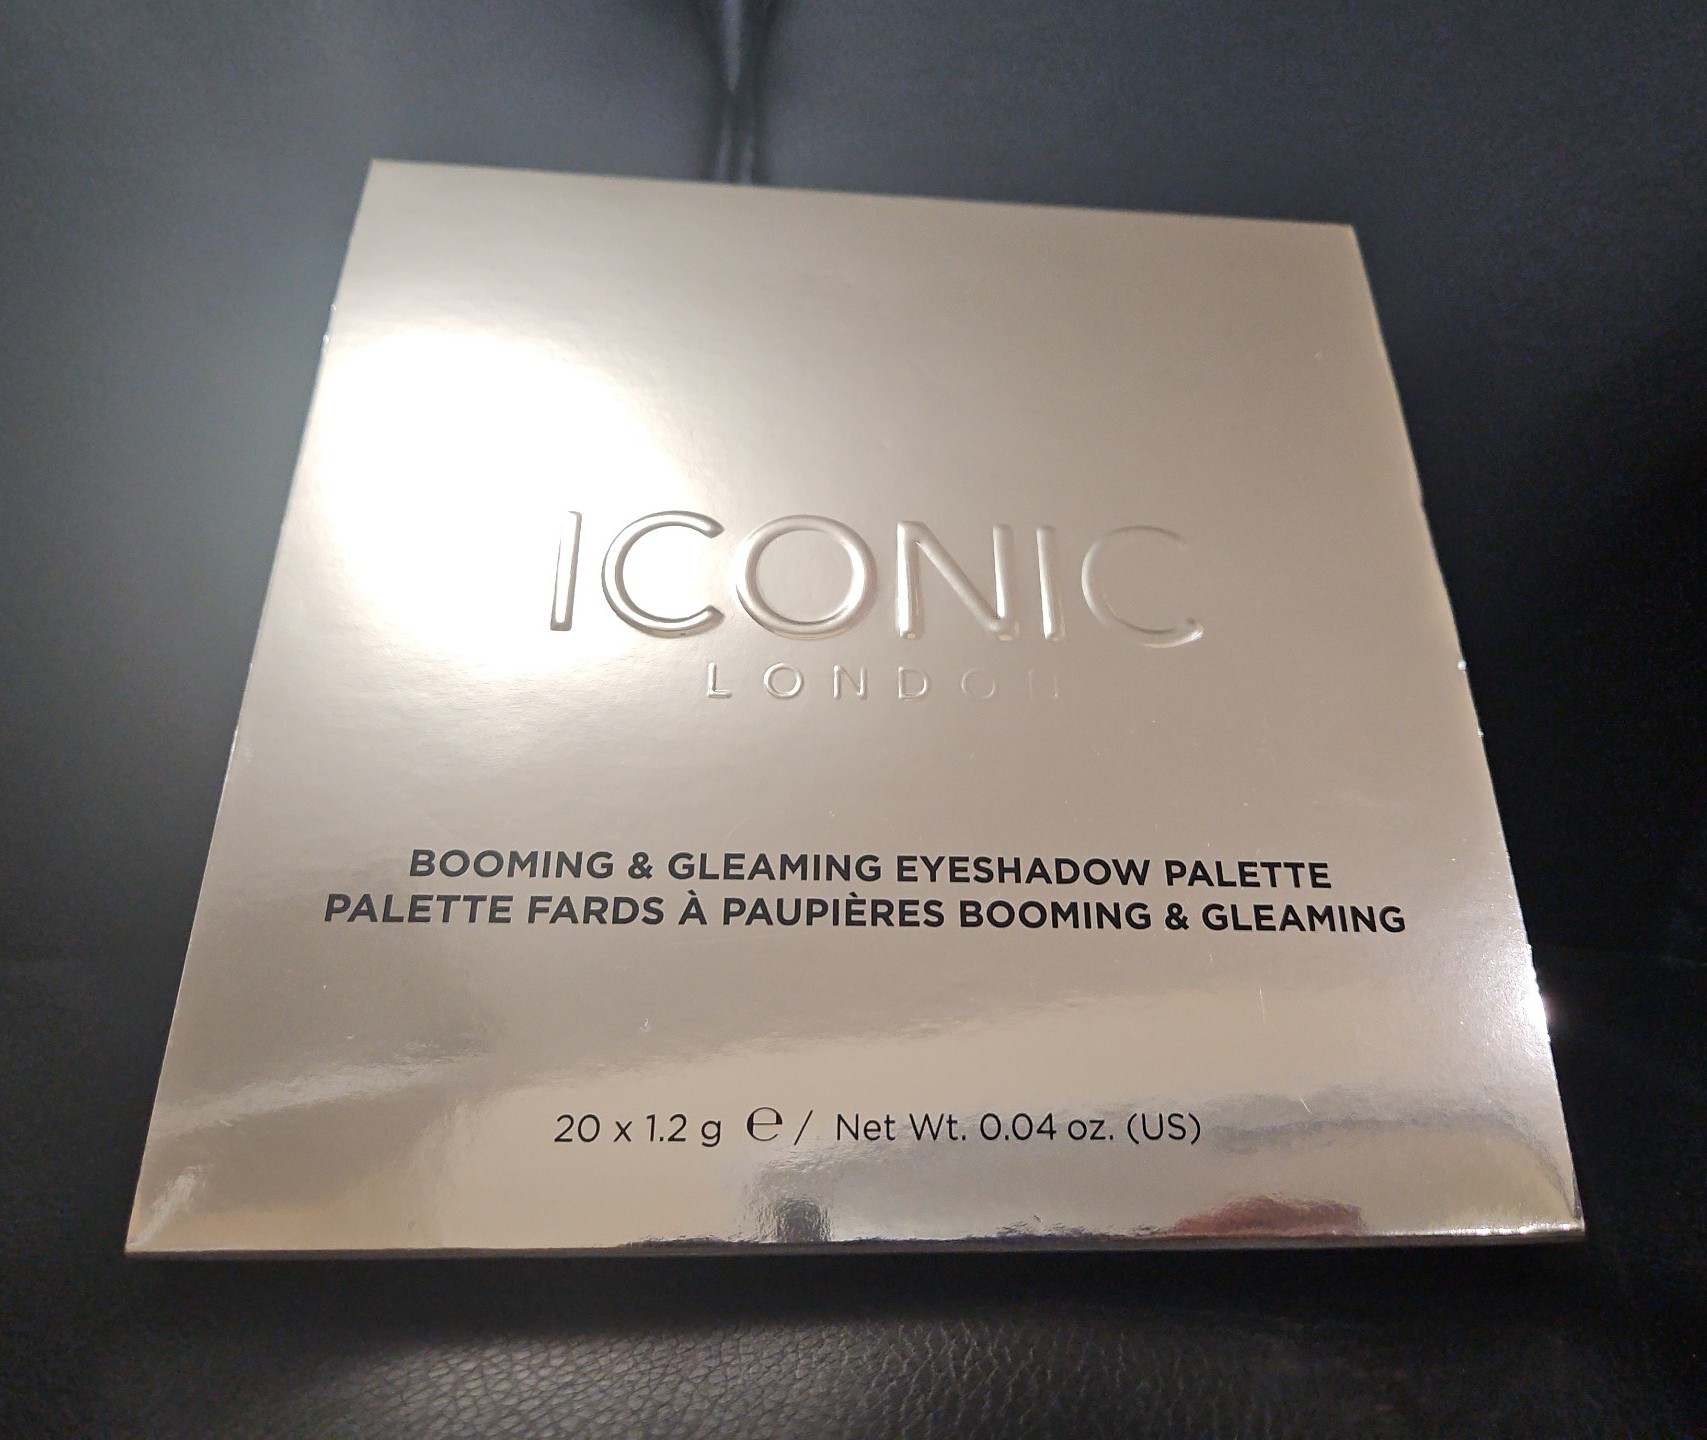 ICONIC
LONDON
BOOMING & GLEAMING EYESHADOW PALETTE
PALETTE FARDS À PAUPIÈRES BOOMING & GLEAMING
20 x 1.2 g ℮ / Net Wt. 0.04 oz. (US)